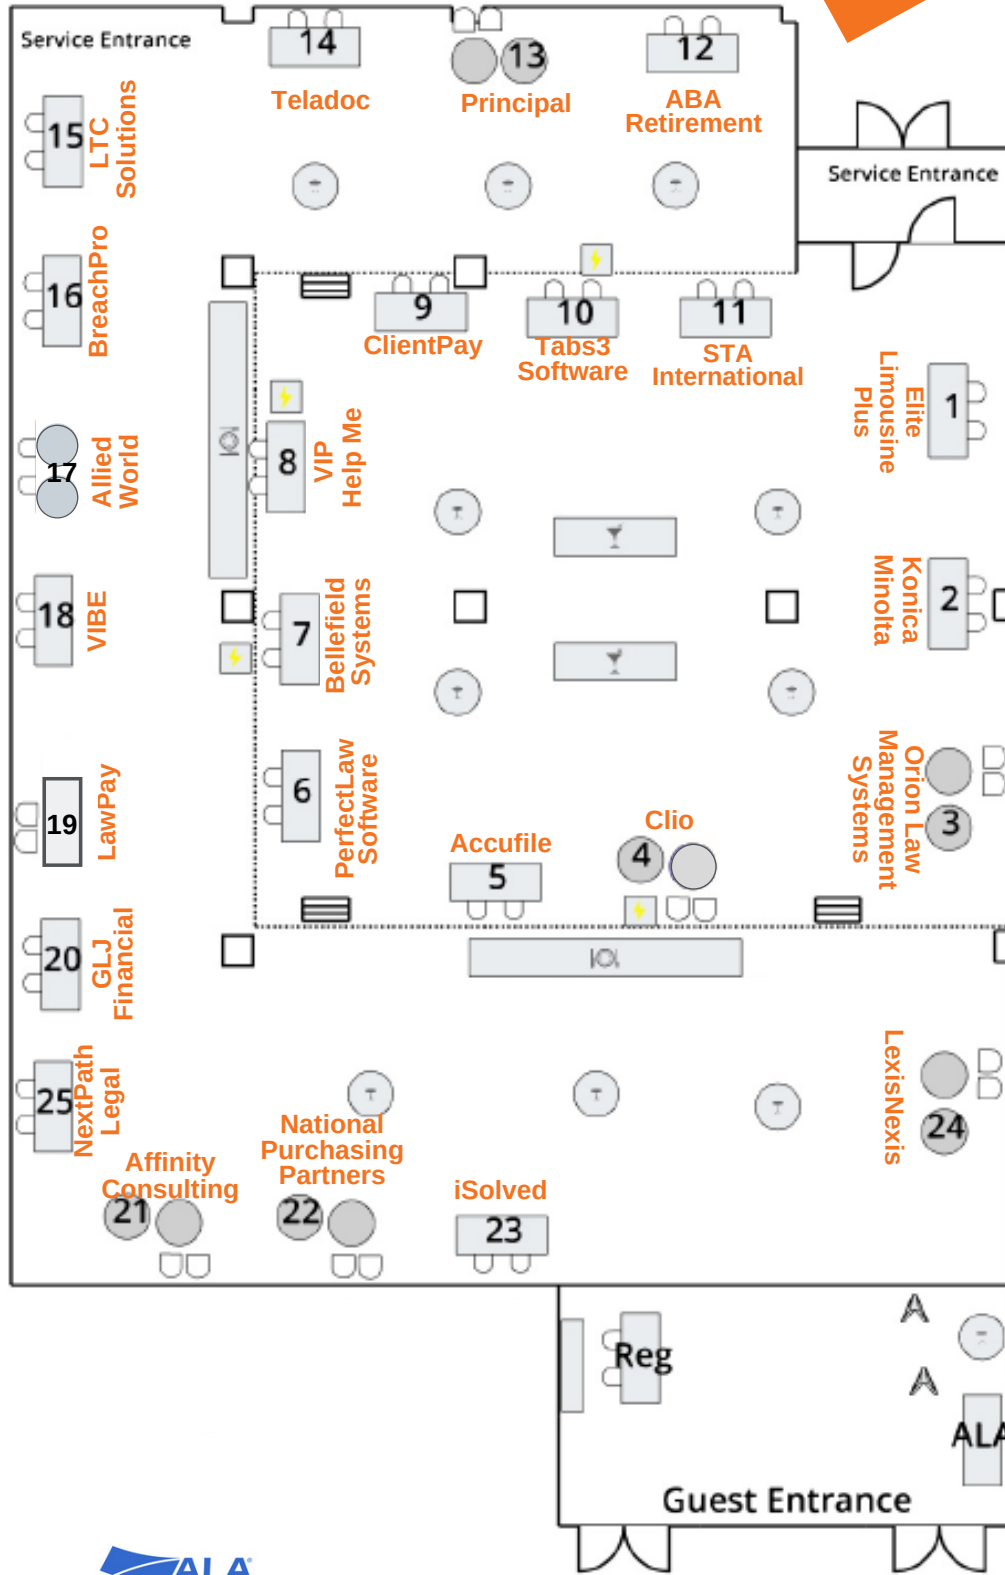 Service Entrance
14
Teladoc
13
Principal
12
ABA
Retirement
Service Entrance
15
LTC
Solutions
16
BreachPro
9
ClientPay
10
Tabs3
Software
11
STA
International
1
Elite
Limousine
Plus
17
Allied
World
8
VIP
Help Me
18
VIBE
7
Bellefield
Systems
2
Konica
Minolta
19
LawPay
6
PerfectLaw
Software
5
Accufile
4
Clio
3
Orion Law
Management
Systems
20
GLJ
Financial
25
NextPath
Legal
24
LexisNexis
21
Affinity
Consulting
22
National
Purchasing
Partners
23
iSolved
Reg
ALA
Guest Entrance
ALA